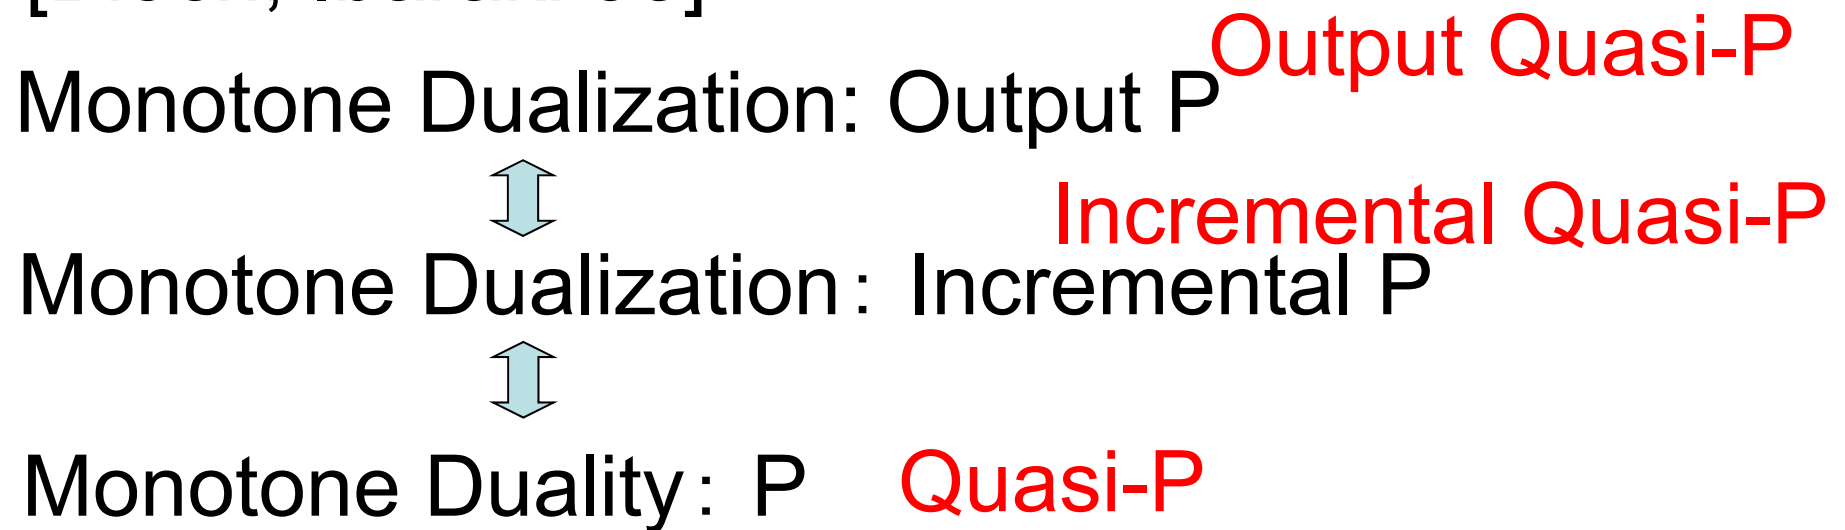 Output Quasi-P
Monotone Dualization: Output P
Incremental Quasi-P
Monotone Dualization： Incremental P
Monotone Duality： P Quasi-P